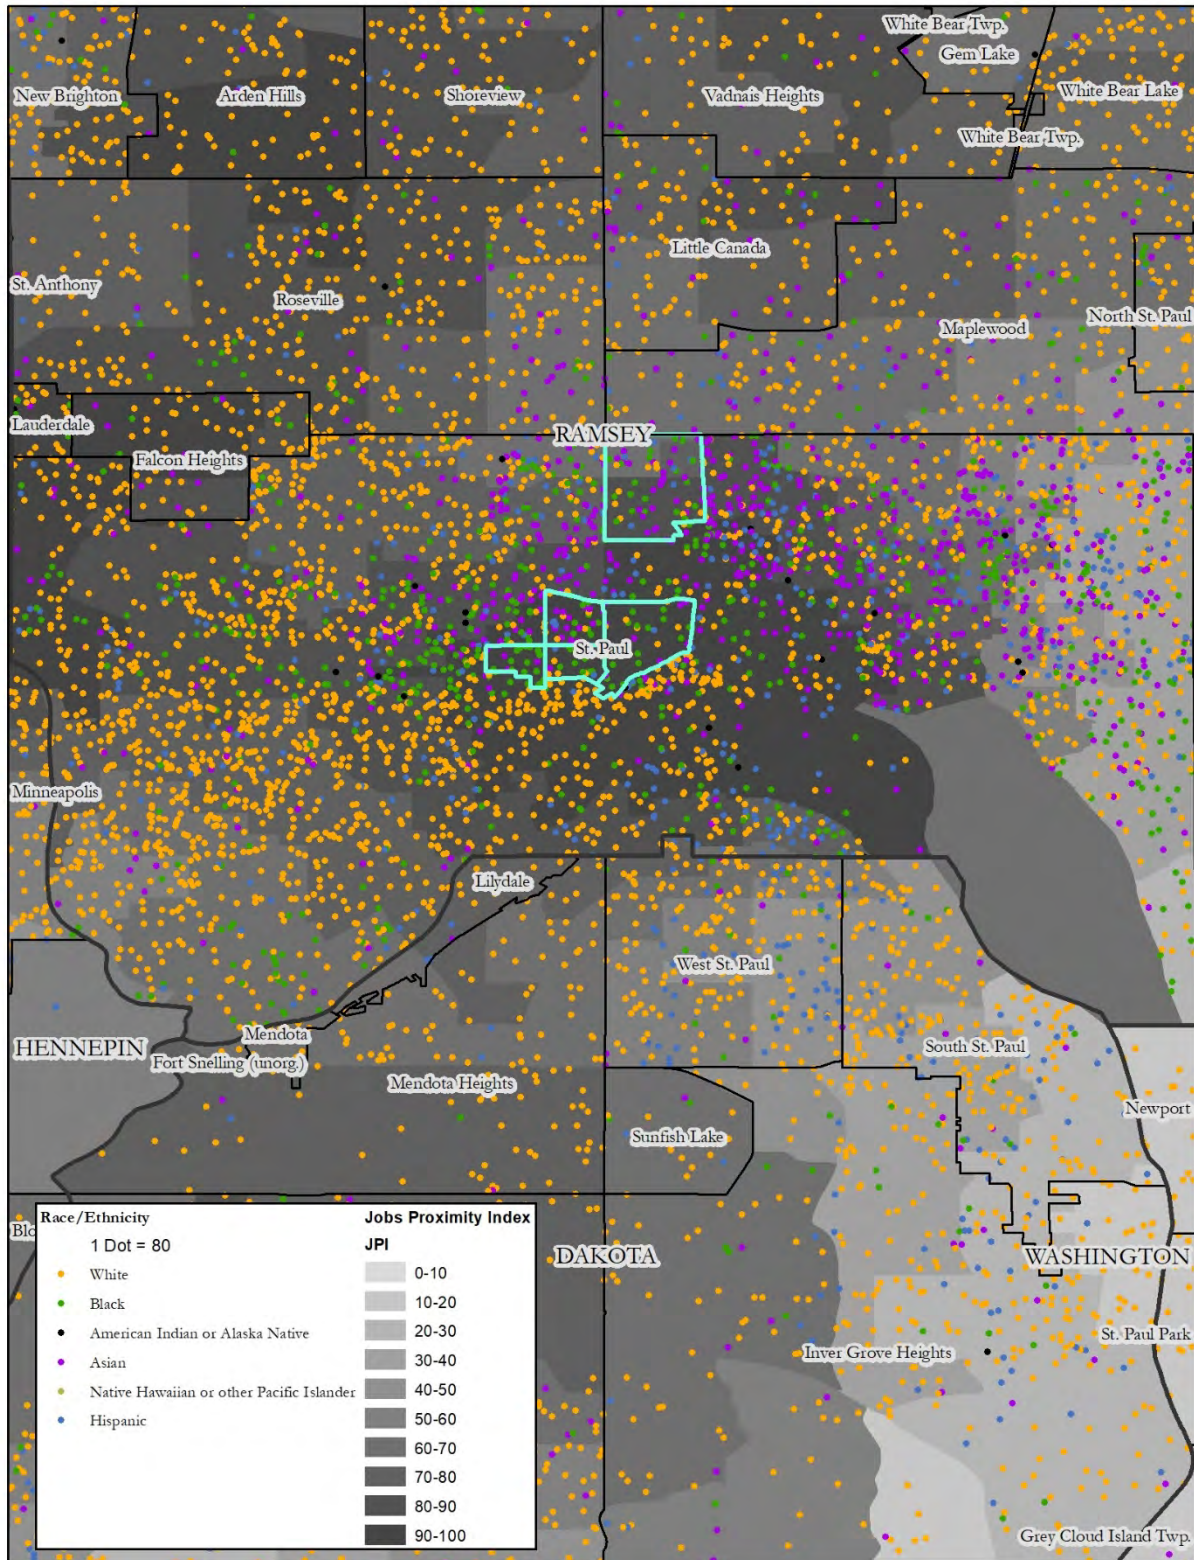 White Bear Twp.
Gem Lake
New Brighton
Arden Hills
Shoreview
Vadnais Heights
White Bear Lake
White Bear Twp.
Little Canada
St. Anthony
Roseville
North St. Paul
Maplewood
Lauderdale
RAMSEY
Falcon Heights
St. Paul
Minneapolis
Lilydale
West St. Paul
Mendota
HENNEPIN
Fort Snelling (unorg.)
South St. Paul
Mendota Heights
Newport
Sunfish Lake
Blo
DAKOTA
WASHINGTON
St. Paul Park
Inver Grove Heights
Grey Cloud Island Twp.
Race/Ethnicity
1 Dot = 80
White
Black
American Indian or Alaska Native
Asian
Native Hawaiian or other Pacific Islander
Hispanic
Jobs Proximity Index
JPI
0-10
10-20
20-30
30-40
40-50
50-60
60-70
70-80
80-90
90-100